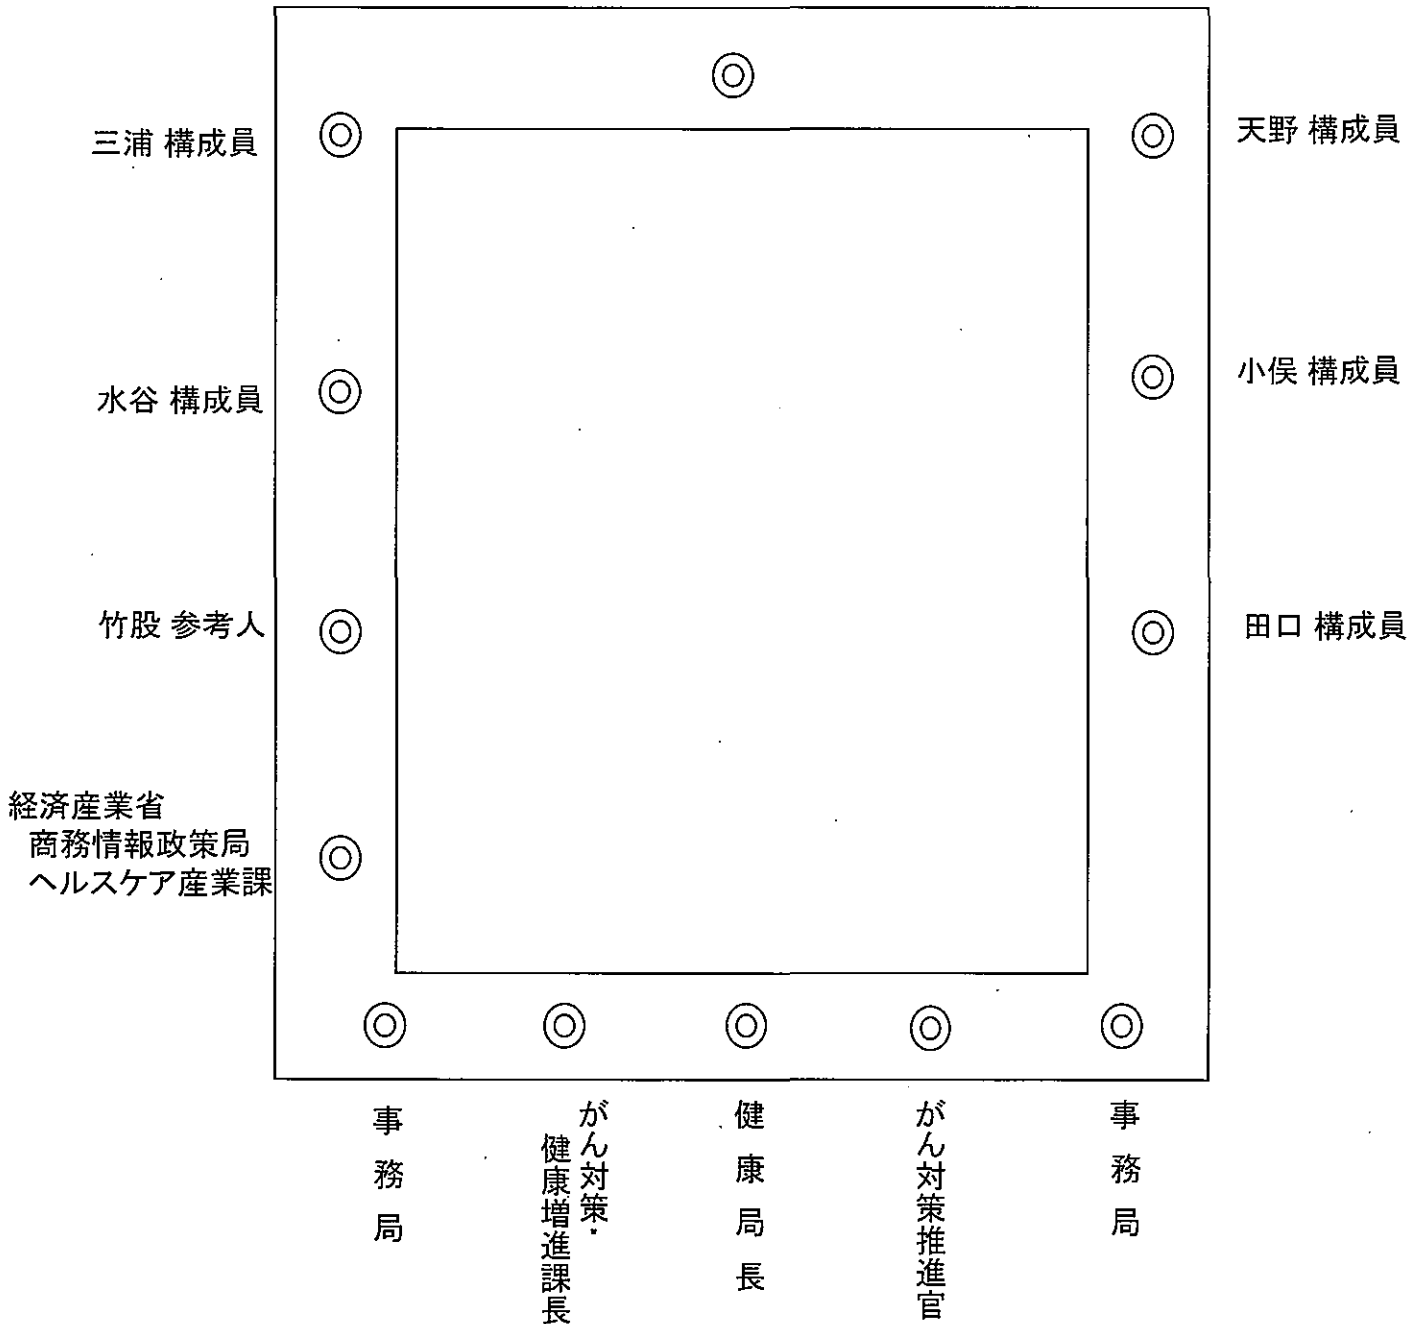 三浦 構成員
天野 構成員
水谷 構成員
小俣 構成員
竹股 参考人
田口 構成員
経済産業省
商務情報政策局
ヘルスケア産業課
事務局
がん対策・
健康増進課長
健康局長
がん対策推進官
事務局